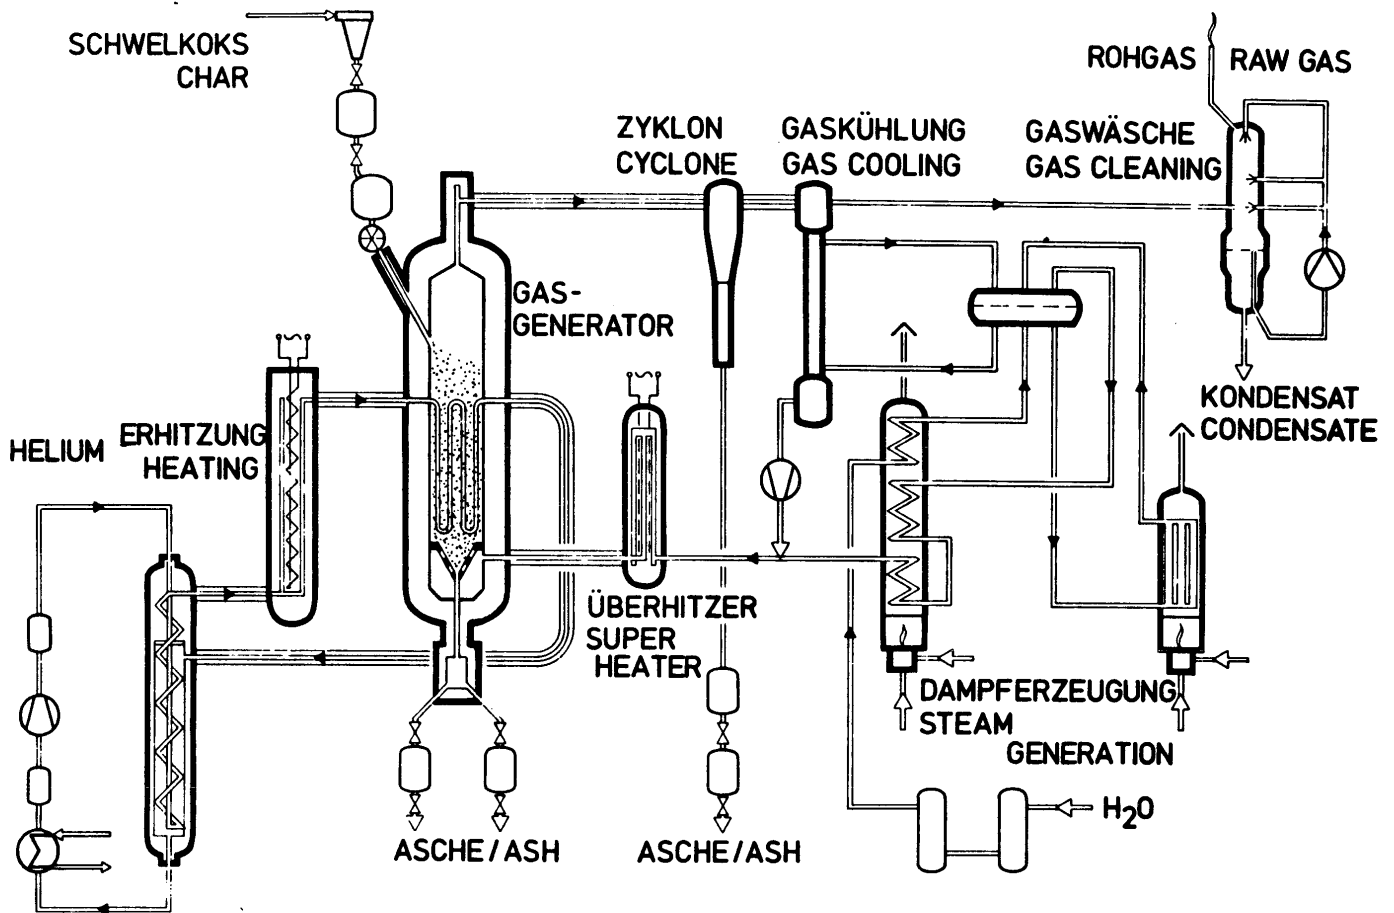 SCHWELKOKS
CHAR
ROHGAS RAW GAS
ZYKLON
CYCLONE
GASKÜHLUNG
GAS COOLING
GASWÄSCHE
GAS CLEANING
GAS-
GENERATOR
KONDENSAT
CONDENSATE
HELIUM
ERHITZUNG
HEATING
ÜBERHITZER
SUPER
HEATER
DAMPFERZEUGUNG
STEAM
GENERATION
H₂O
ASCHE/ASH
ASCHE/ASH